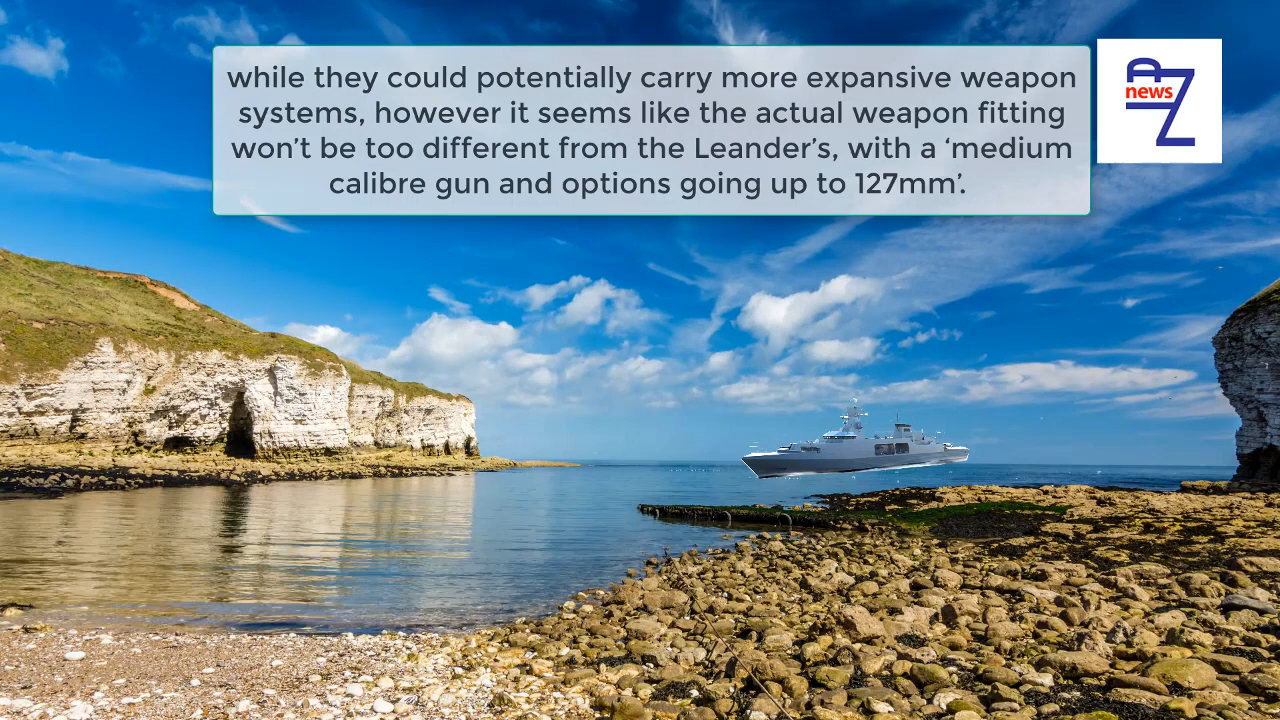 while they could potentially carry more expansive weapon
systems, however it seems like the actual weapon fitting
won’t be too different from the Leander’s, with a ‘medium
calibre gun and options going up to 127mm’.
AZ
news